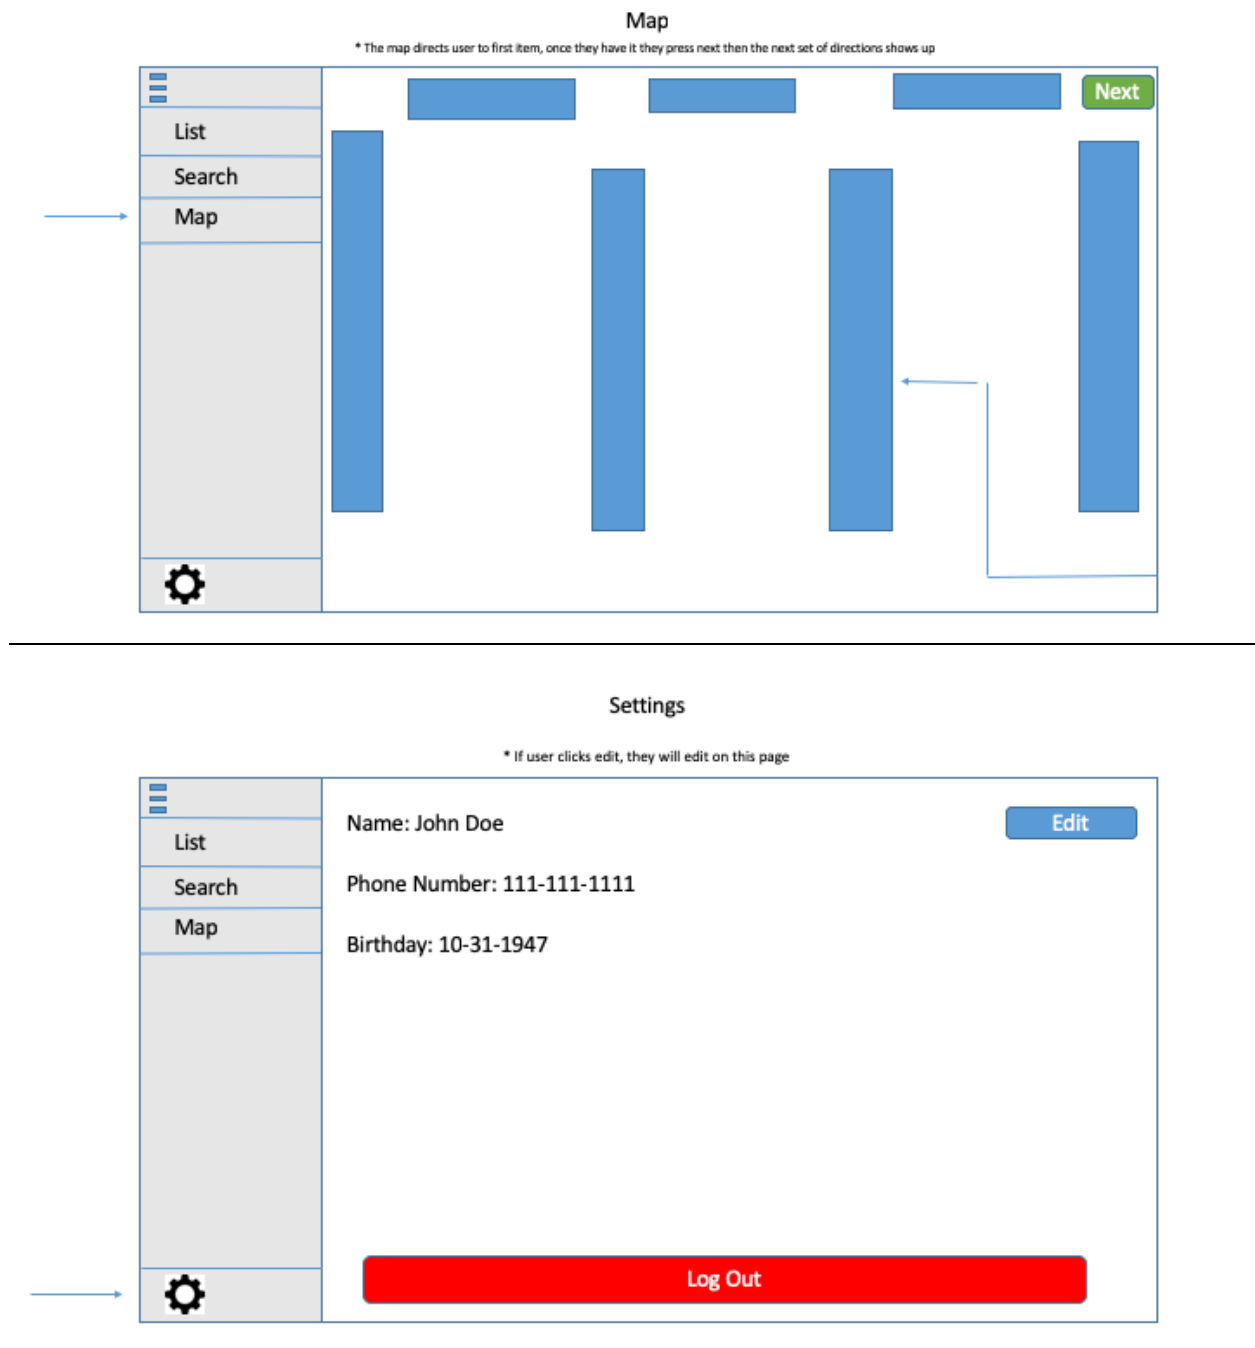 Map
* The map directs user to first item, once they have it they press next then the next set of directions shows up
Next
List
Search
Map
Settings
* If user clicks edit, they will edit on this page
List
Search
Map
Name: John Doe
Edit
Phone Number: 111-111-1111
Birthday: 10-31-1947
Log Out